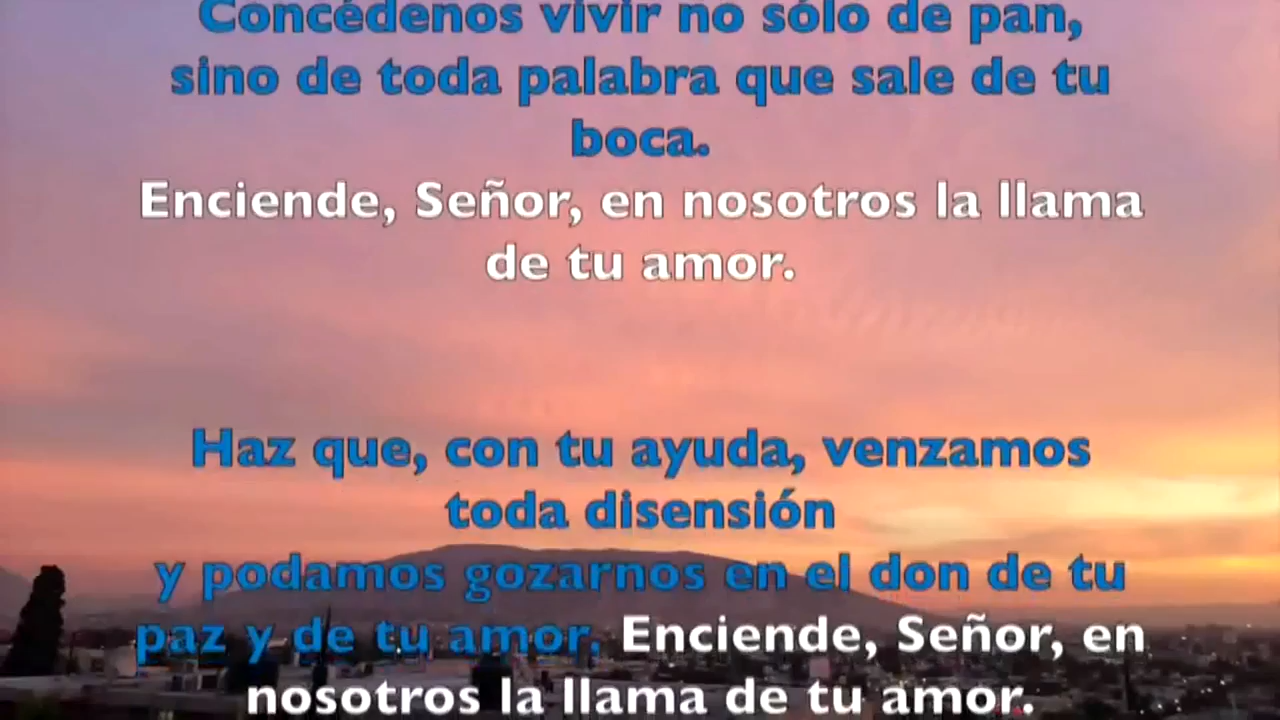 Concédenos vivir no sólo de pan,
sino de toda palabra que sale de tu
boca.
Enciende, Señor, en nosotros la llama
de tu amor.
Haz que, con tu ayuda, venzamos
toda disensión
y podamos gozarnos en el don de tu
paz y de tu amor. Enciende, Señor, en
nosotros la llama de tu amor.